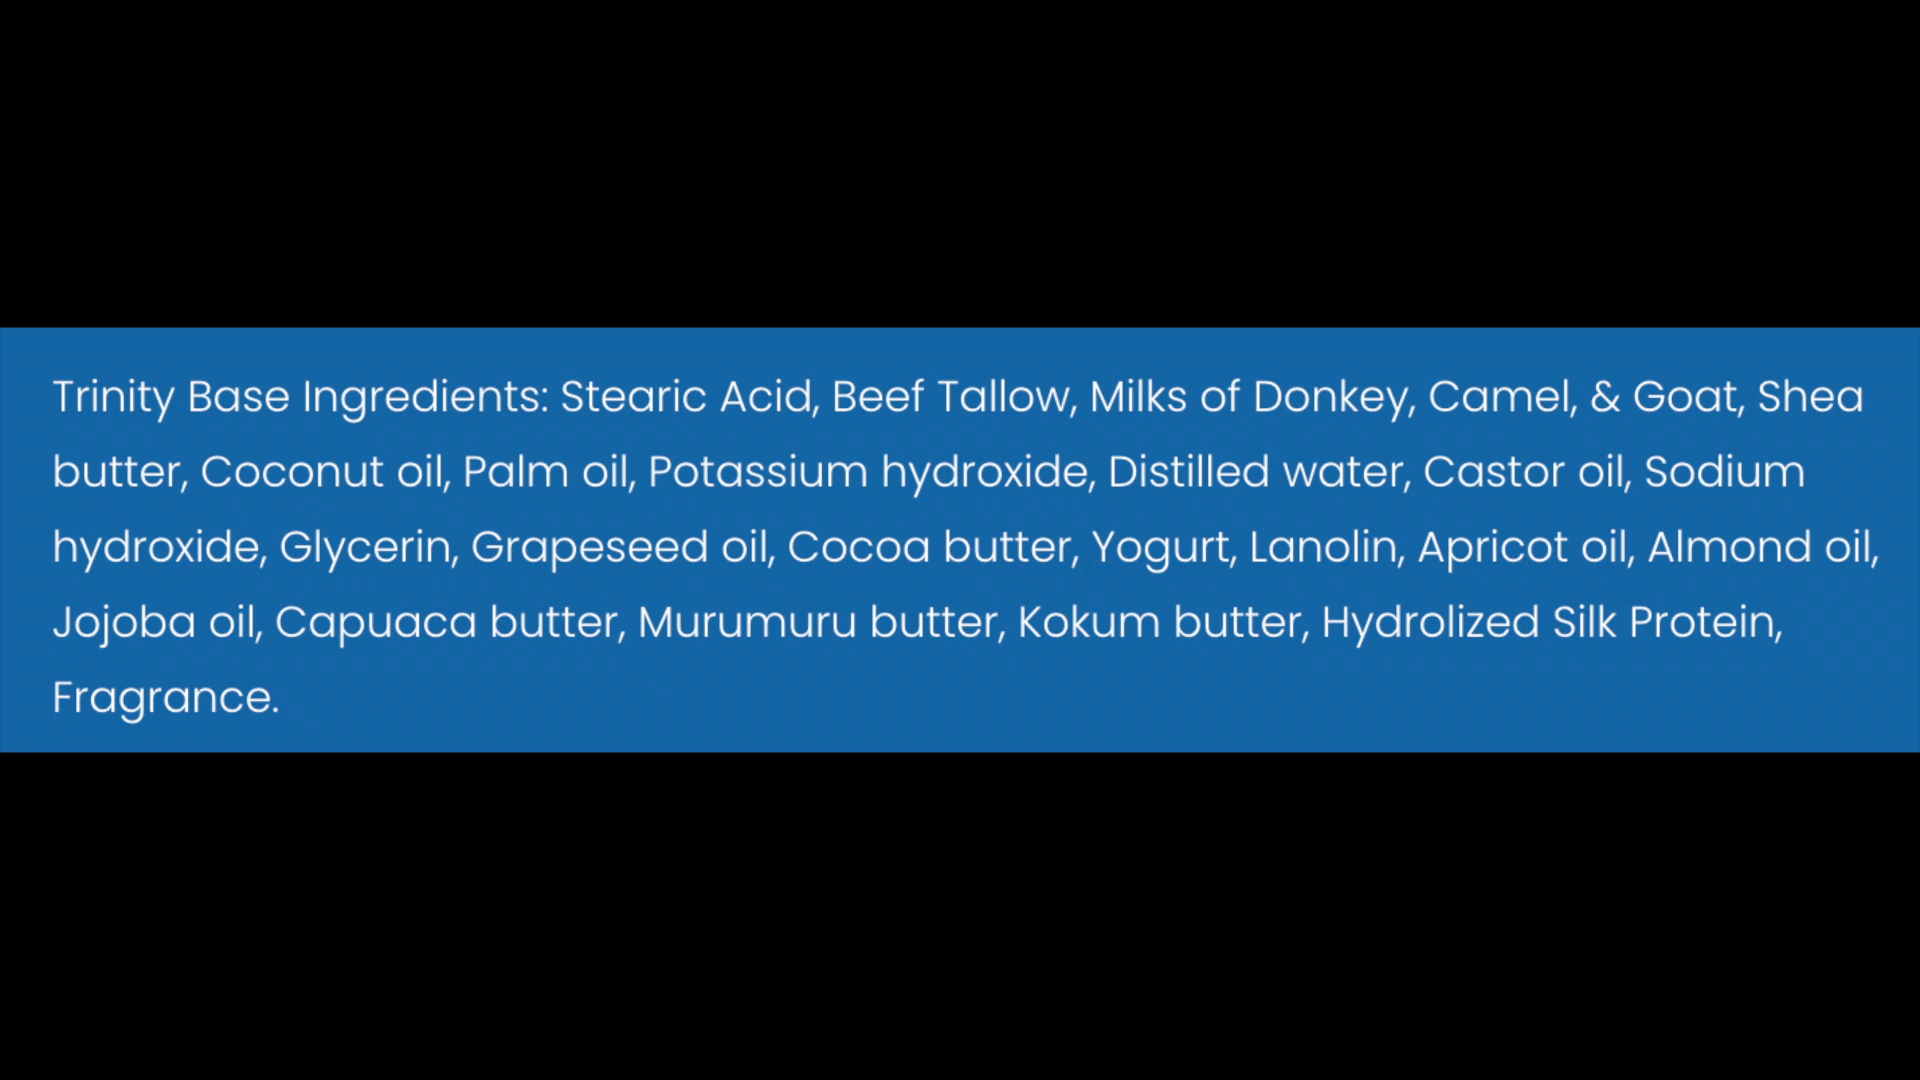 Trinity Base Ingredients: Stearic Acid, Beef Tallow, Milks of Donkey, Camel, & Goat, Shea
butter, Coconut oil, Palm oil, Potassium hydroxide, Distilled water, Castor oil, Sodium
hydroxide, Glycerin, Grapeseed oil, Cocoa butter, Yogurt, Lanolin, Apricot oil, Almond oil,
Jojoba oil, Capuaca butter, Murumuru butter, Kokum butter, Hydrolized Silk Protein,
Fragrance.